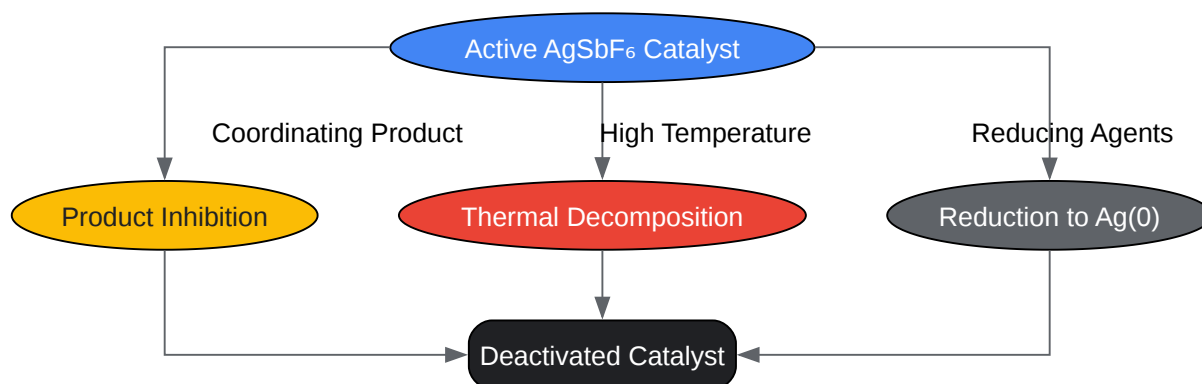 Active AgSbF₆ Catalyst
Coordinating Product
High Temperature
Reducing Agents
Product Inhibition
Thermal Decomposition
Reduction to Ag(0)
Deactivated Catalyst